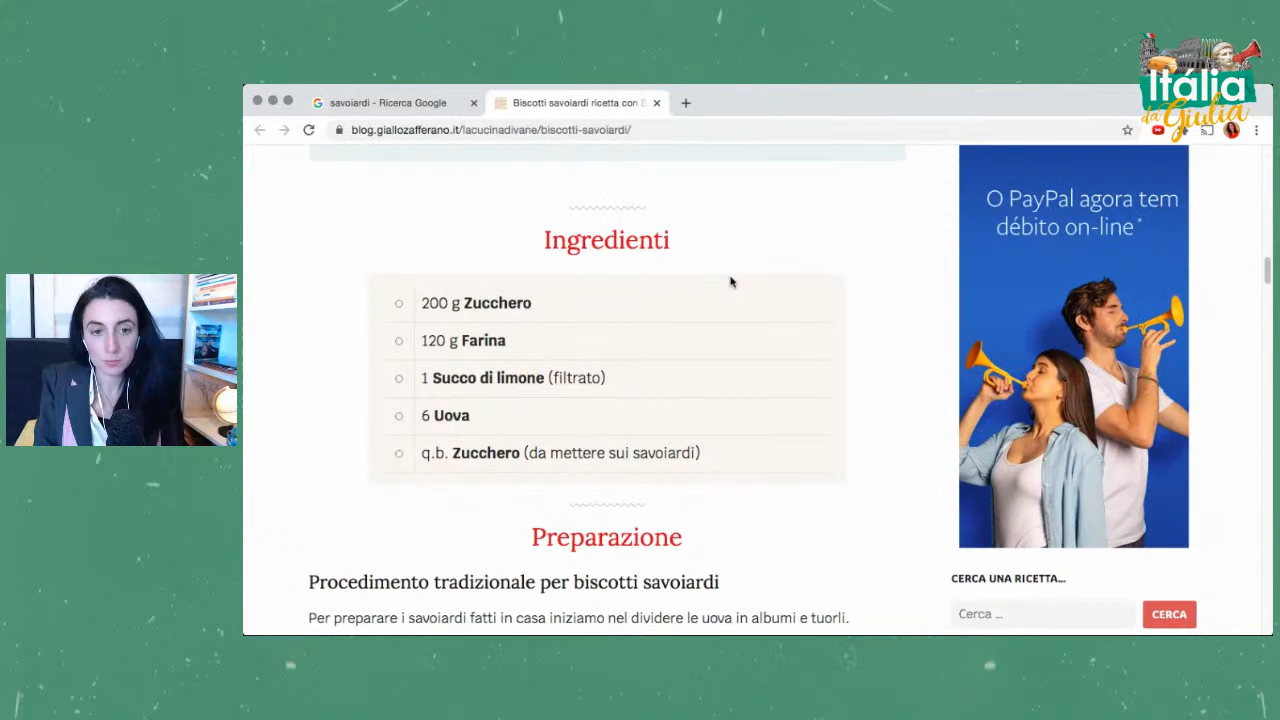 Itália
da Giulia
savoiardi - Ricerca Google
Biscotti savoiardi ricetta con
blog.giallozafferano.it/lacucinadivane/biscotti-savoiardi/
O PayPal agora tem
débito on-line*
Ingredienti
200 g Zucchero
120 g Farina
1 Succo di limone (filtrato)
6 Uova
q.b. Zucchero (da mettere sui savoiardi)
Preparazione
Procedimento tradizionale per biscotti savoiardi
Per preparare i savoiardi fatti in casa iniziamo nel dividere le uova in albumi e tuorli.
CERCA UNA RICETTA...
Cerca ...
CERCA